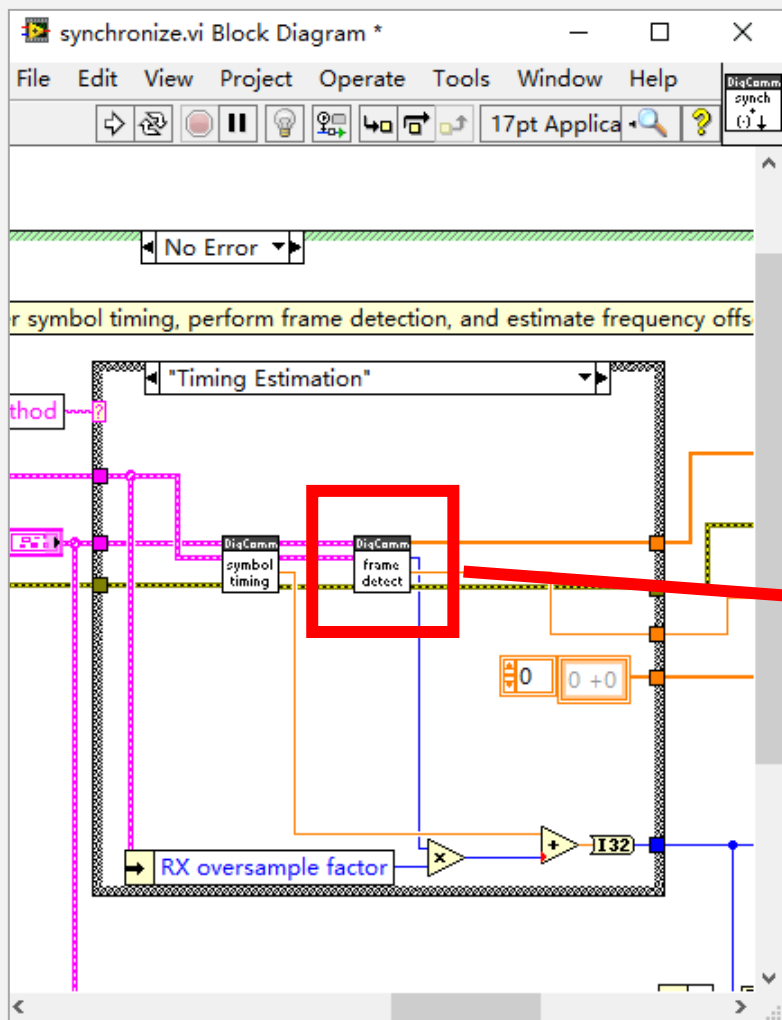 synchronize.vi Block Diagram *
File Edit View Project Operate Tools Window Help
DigComm
synch
(·)
17pt Applica
?
No Error
r symbol timing, perform frame detection, and estimate frequency offs
"Timing Estimation"
thod
?
DigComm
symbol
timing
DigComm
frame
detect
0
0 +0
RX oversample factor
x
+
I32